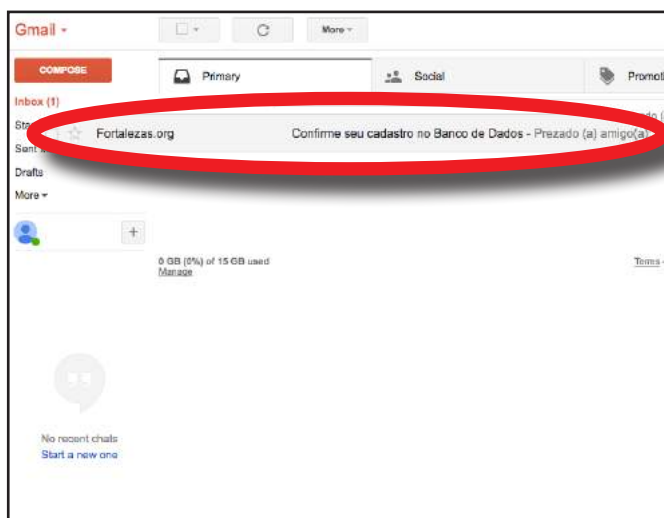 Gmail
More
COMPOSE
Primary
Social
Inbox (1)
Fortalezas.org Confirme seu cadastro no Banco de Dados - Prezado (a) amigo(a)
Drafts
More
0 GB (0%) of 15 GB used
Manage
Terms
No recent chats
Start a new one